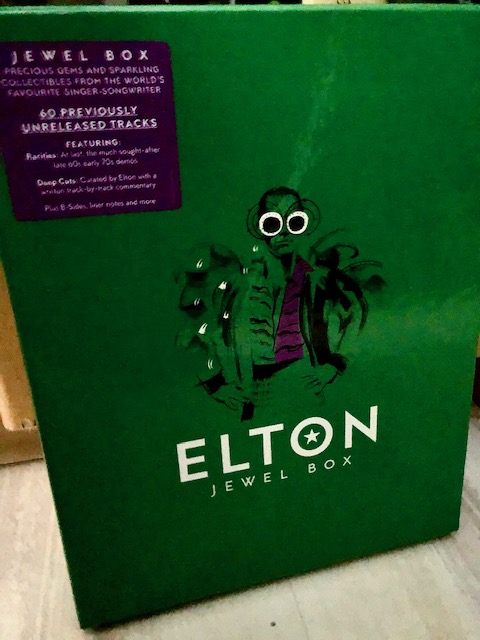 JEWEL BOX
PRECIOUS GEMS AND SPARKLING
COLLECTIBLES FROM THE WORLD'S
FAVOURITE SINGER-SONGWRITER
60 PREVIOUSLY
UNRELEASED TRACKS
FEATURING:
Rarities: At last, the much sought-after
late 60s early 70s demos
Deep Cuts: Curated by Elton with a
written track-by-track commentary
Plus B-Sides, liner notes and more
ELTON
JEWEL BOX